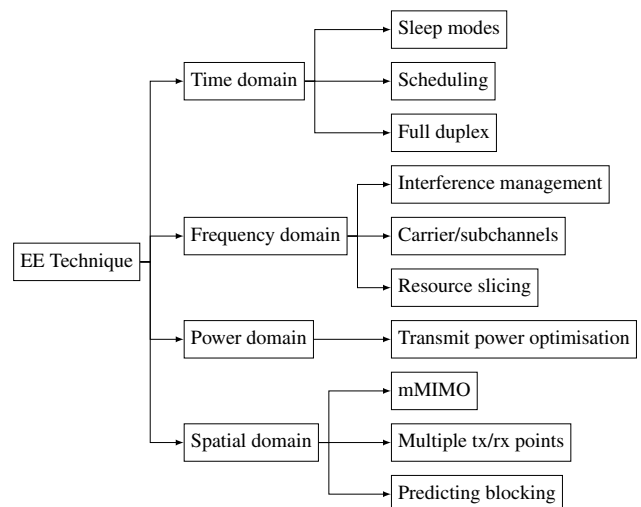 EE Technique
Time domain
Sleep modes
Scheduling
Full duplex
Frequency domain
Interference management
Carrier/subchannels
Resource slicing
Power domain
Transmit power optimisation
Spatial domain
mMIMO
Multiple tx/rx points
Predicting blocking